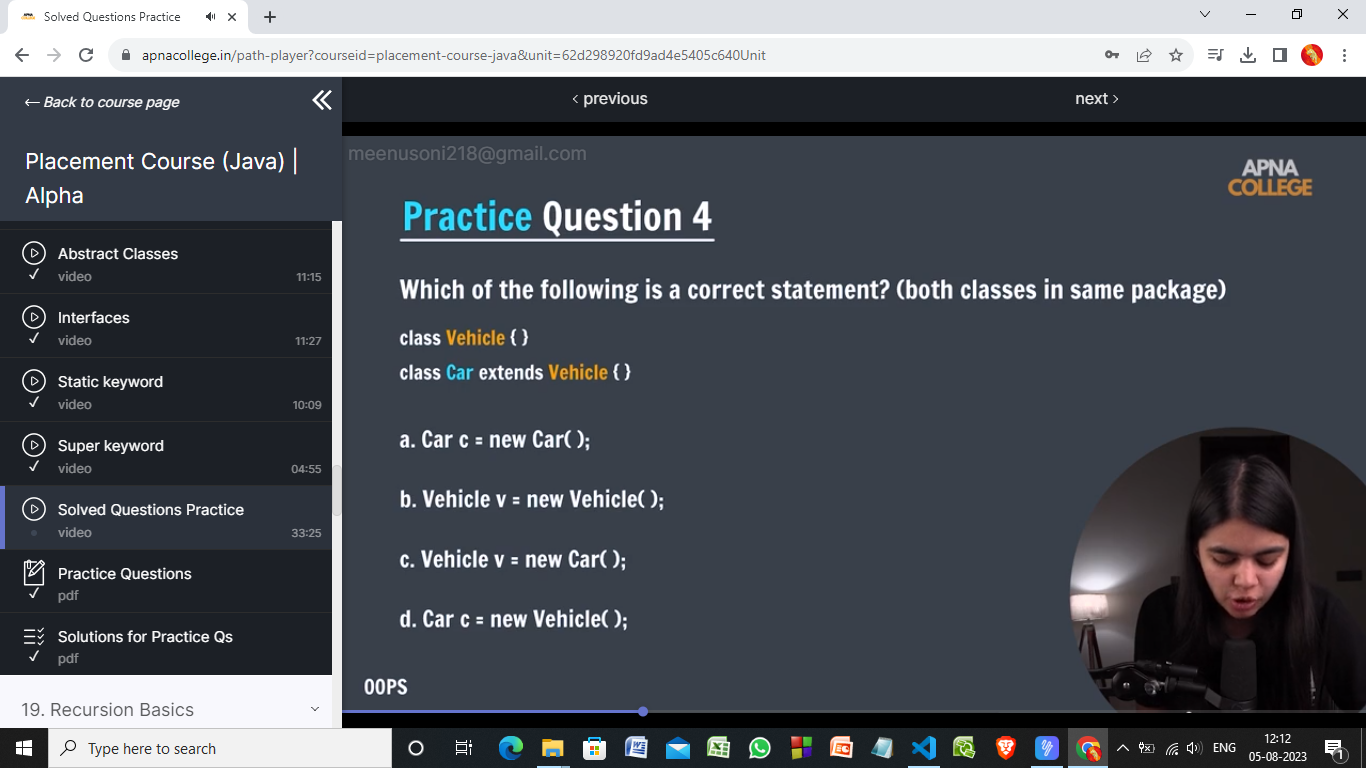 APNA COLLEGE
Solved Questions Practice
apnacollege.in/path-player?courseid=placement-course-java&unit=62d298920fd9ad4e5405c640Unit
Back to course page
Placement Course (Java) |
Alpha
Abstract Classes
video 11:15
Interfaces
video 11:27
Static keyword
video 10:09
Super keyword
video 04:55
Solved Questions Practice
video 33:25
Practice Questions
pdf
Solutions for Practice Qs
pdf
19. Recursion Basics
previous
next
meenusoni218@gmail.com
APNA
COLLEGE
Practice Question 4
Which of the following is a correct statement? (both classes in same package)
class Vehicle { }
class Car extends Vehicle { }
a. Car c = new Car( );
b. Vehicle v = new Vehicle( );
c. Vehicle v = new Car( );
d. Car c = new Vehicle( );
OOPS
Type here to search
ENG
12:12
05-08-2023
1